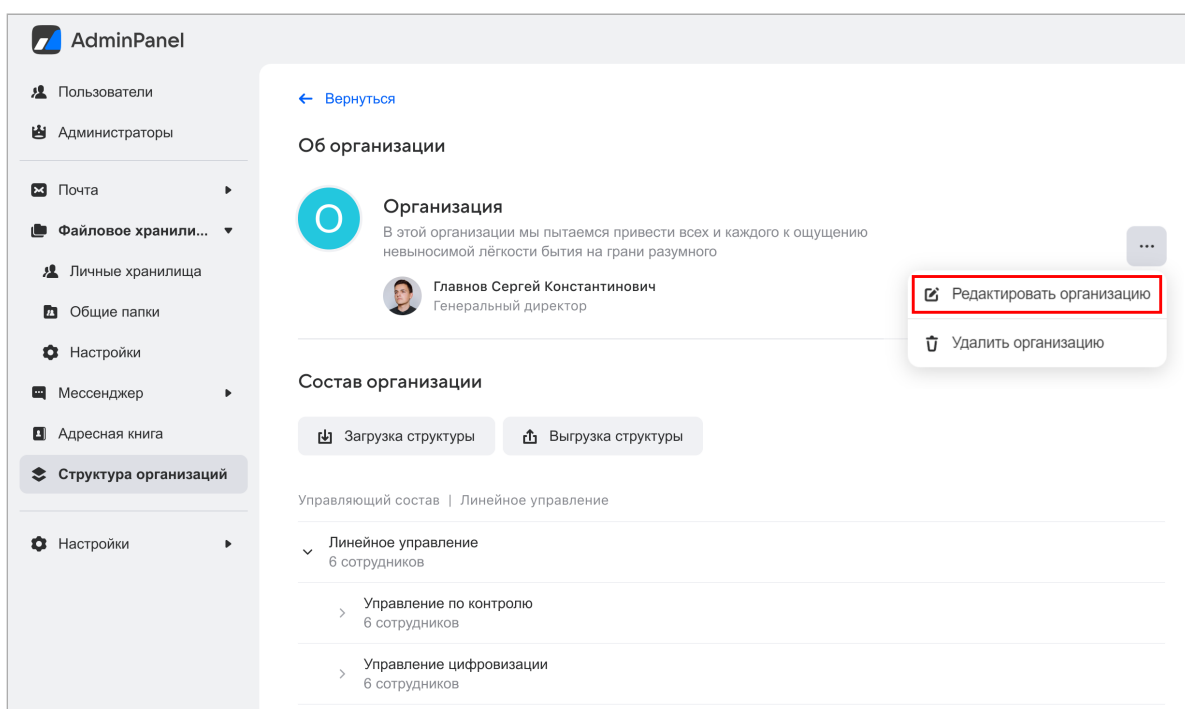 AdminPanel
Пользователи
Администраторы
Почта
Файловое хранили...
Личные хранилища
Общие папки
Настройки
Мессенджер
Адресная книга
Структура организаций
Настройки
Вернуться
Об организации
О
Организация
В этой организации мы пытаемся привести всех и каждого к ощущению
невыносимой лёгкости бытия на грани разумного
Главнов Сергей Константинович
Генеральный директор
...
Редактировать организацию
Удалить организацию
Состав организации
Загрузка структуры
Выгрузка структуры
Управляющий состав | Линейное управление
Линейное управление
6 сотрудников
Управление по контролю
6 сотрудников
Управление цифровизации
6 сотрудников